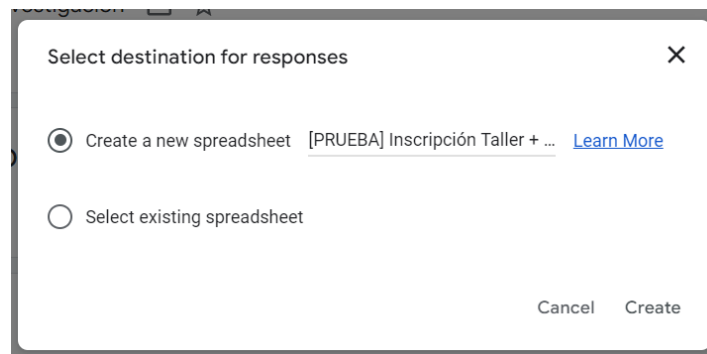 Select destination for responses
Create a new spreadsheet [PRUEBA] Inscripción Taller + ... Learn More
Select existing spreadsheet
Cancel Create